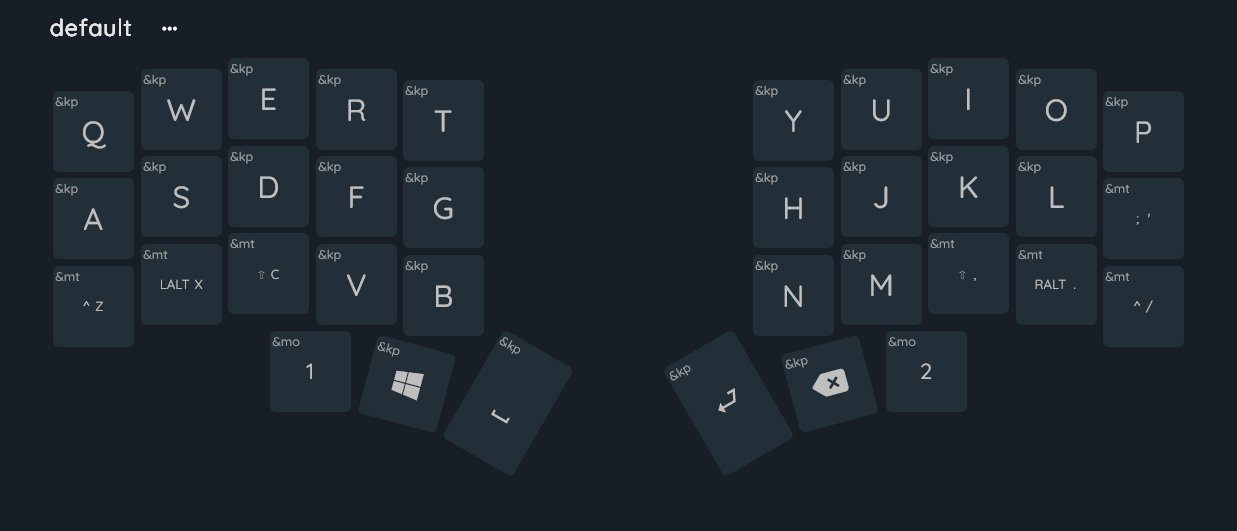 default ...
&kp Q &kp W &kp E &kp R &kp T &kp Y &kp U &kp I &kp O &kp P
&kp A &kp S &kp D &kp F &kp G &kp H &kp J &kp K &kp L &mt ; '
&mt ^ Z &mt LALT X &mt ⇧ C &kp V &kp B &kp N &kp M &mt ⇧ , &mt RALT . &mt ^ /
&mo 1 &kp &kp ⎵ &kp ⏎ &kp ⌫ &mo 2